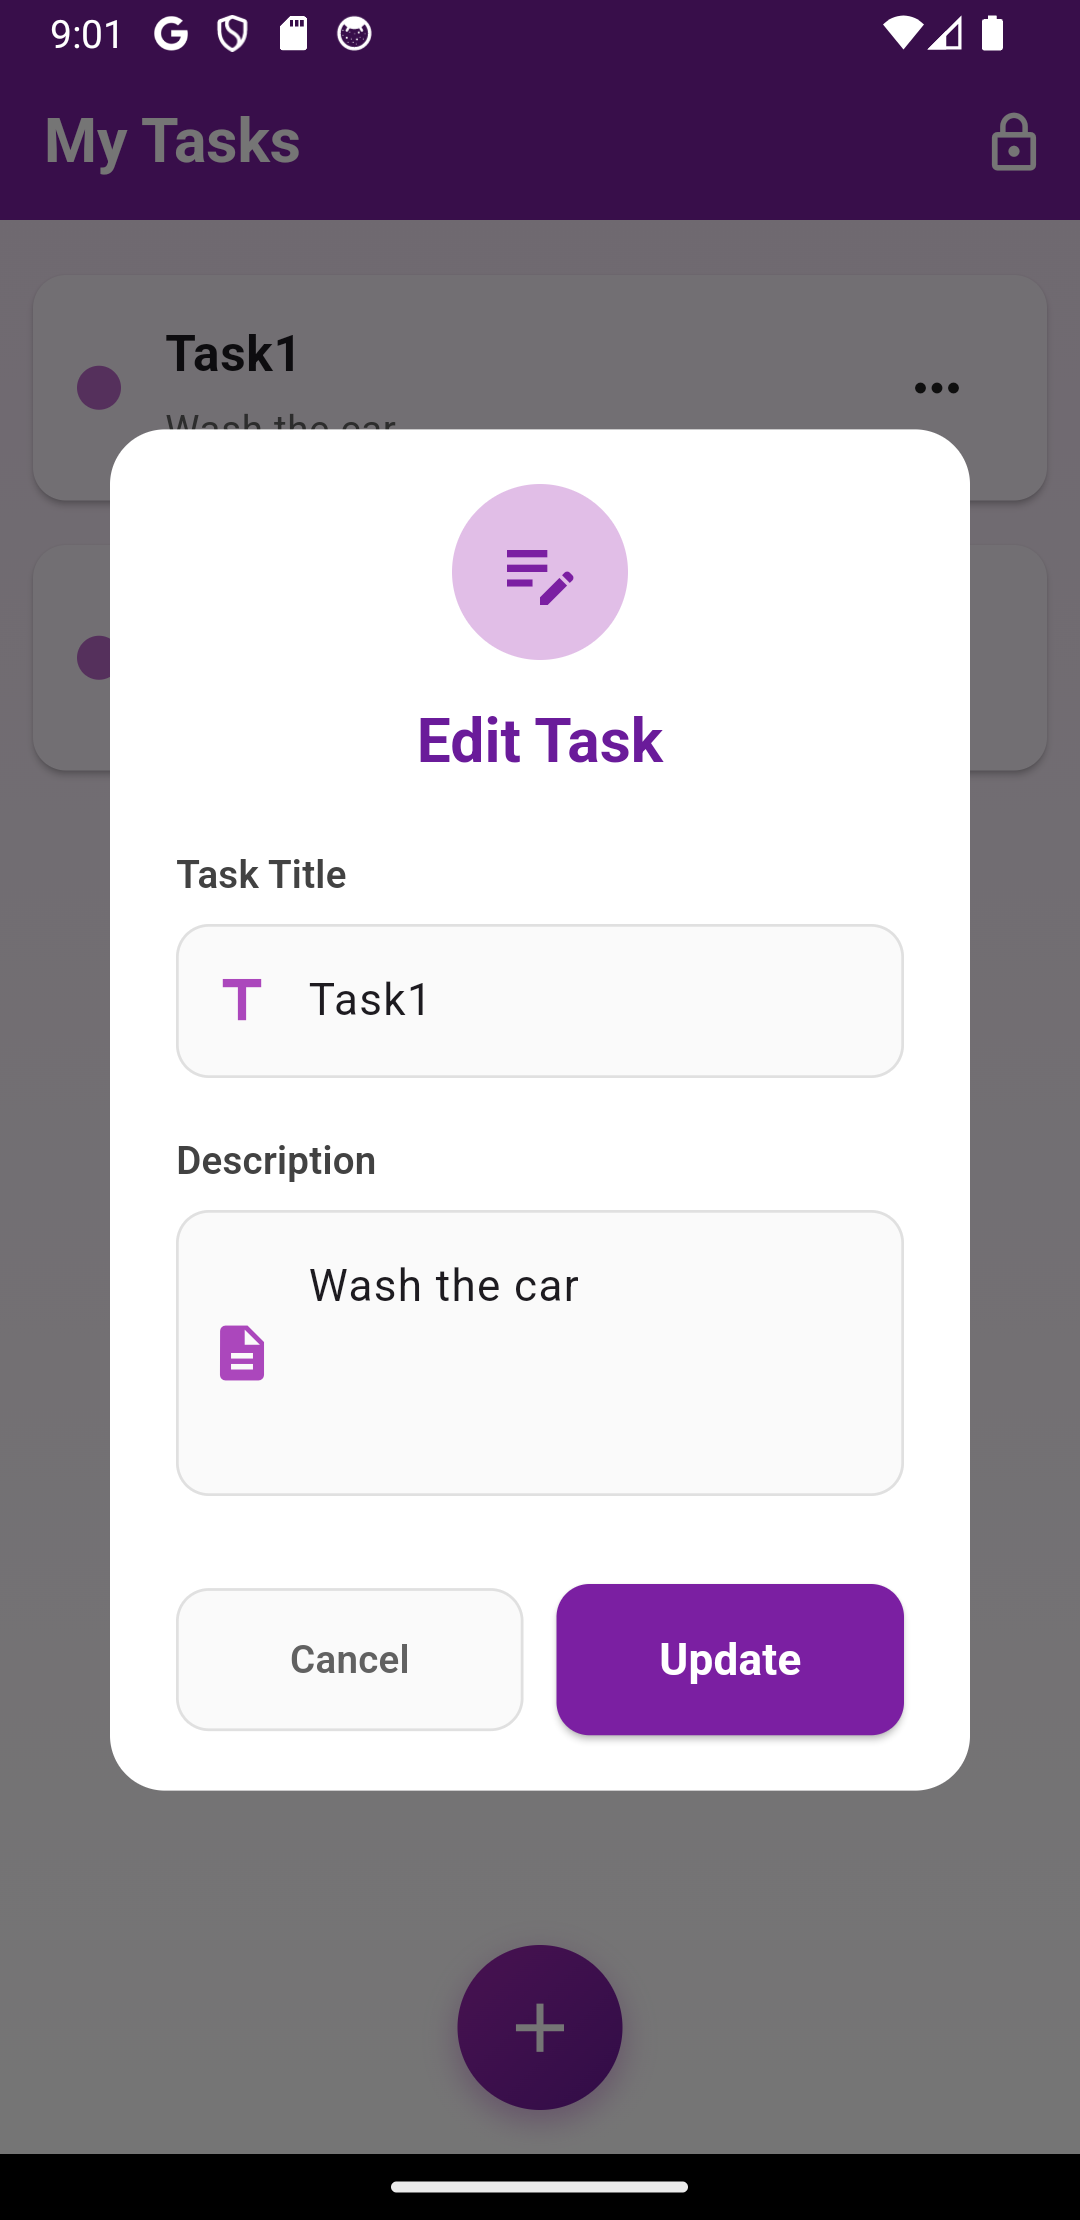 9:01
My Tasks
Task1
Wash the car
Edit Task
Task Title
Task1
Description
Wash the car
Cancel
Update